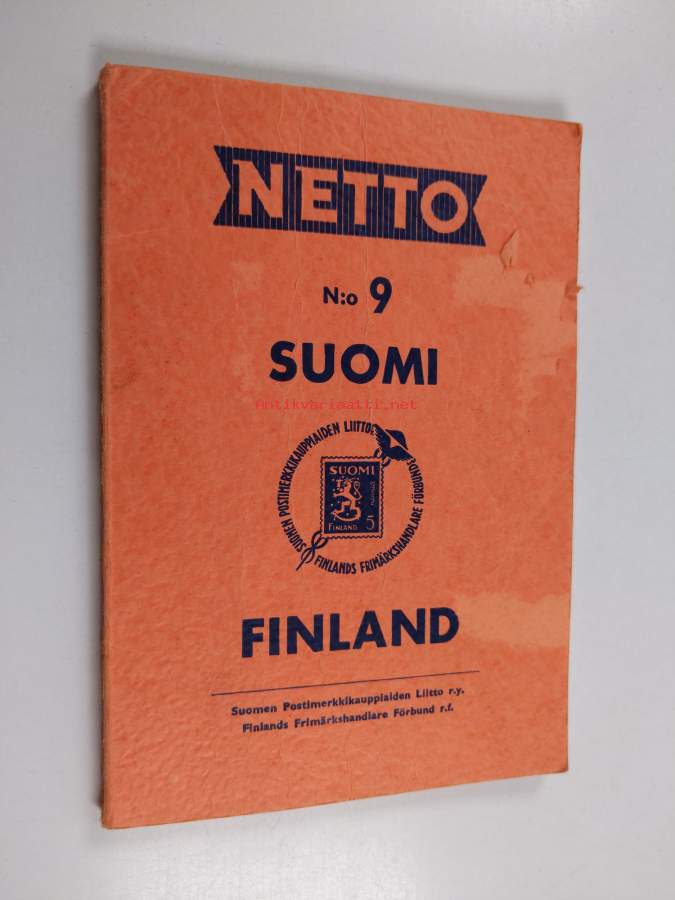 NETTO
N:o 9
SUOMI
Antikvariaatti.net
SUOMEN POSTIMERKKIKAUPPIAIDEN LIITTO
SUOMI
FINLAND 5
FINLANDS FRIMÄRKSHANDLARE FÖRBUND
FINLAND
Suomen Postimerkkikauppiaiden Liitto r.y.
Finlands Frimärkshandlare Förbund r.f.